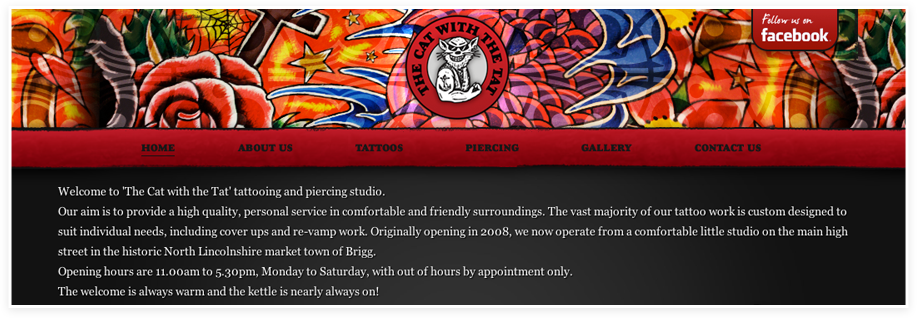 Follow us on
facebook
THE CAT WITH THE TAT
HOME ABOUT US TATTOOS PIERCING GALLERY CONTACT US
Welcome to 'The Cat with the Tat' tattooing and piercing studio.
Our aim is to provide a high quality, personal service in comfortable and friendly surroundings. The vast majority of our tattoo work is custom designed to
suit individual needs, including cover ups and re-vamp work. Originally opening in 2008, we now operate from a comfortable little studio on the main high
street in the historic North Lincolnshire market town of Brigg.
Opening hours are 11.00am to 5.30pm, Monday to Saturday, with out of hours by appointment only.
The welcome is always warm and the kettle is nearly always on!